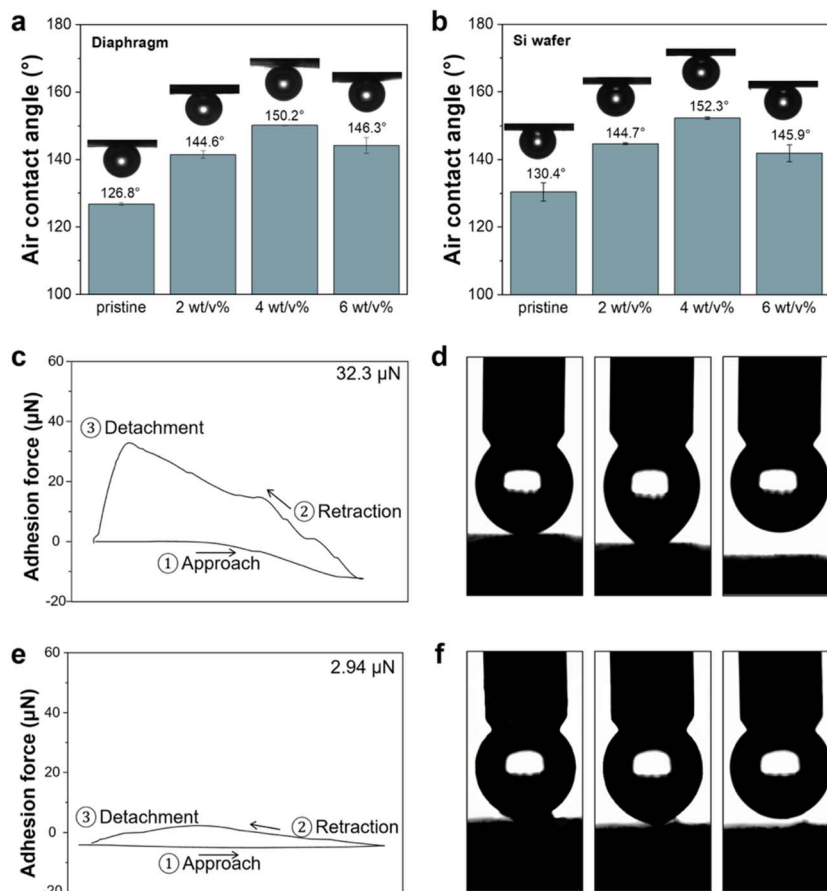 a
Air contact angle (°)
180
160
140
120
100
Diaphragm
126.8°
144.6°
150.2°
146.3°
pristine
2 wt/v%
4 wt/v%
6 wt/v%
b
Air contact angle (°)
180
160
140
120
100
Si wafer
130.4°
144.7°
152.3°
145.9°
pristine
2 wt/v%
4 wt/v%
6 wt/v%
c
Adhesion force (µN)
60
40
20
0
-20
32.3 µN
③ Detachment
② Retraction
① Approach
d
e
Adhesion force (µN)
60
40
20
0
-20
2.94 µN
③ Detachment
② Retraction
① Approach
f